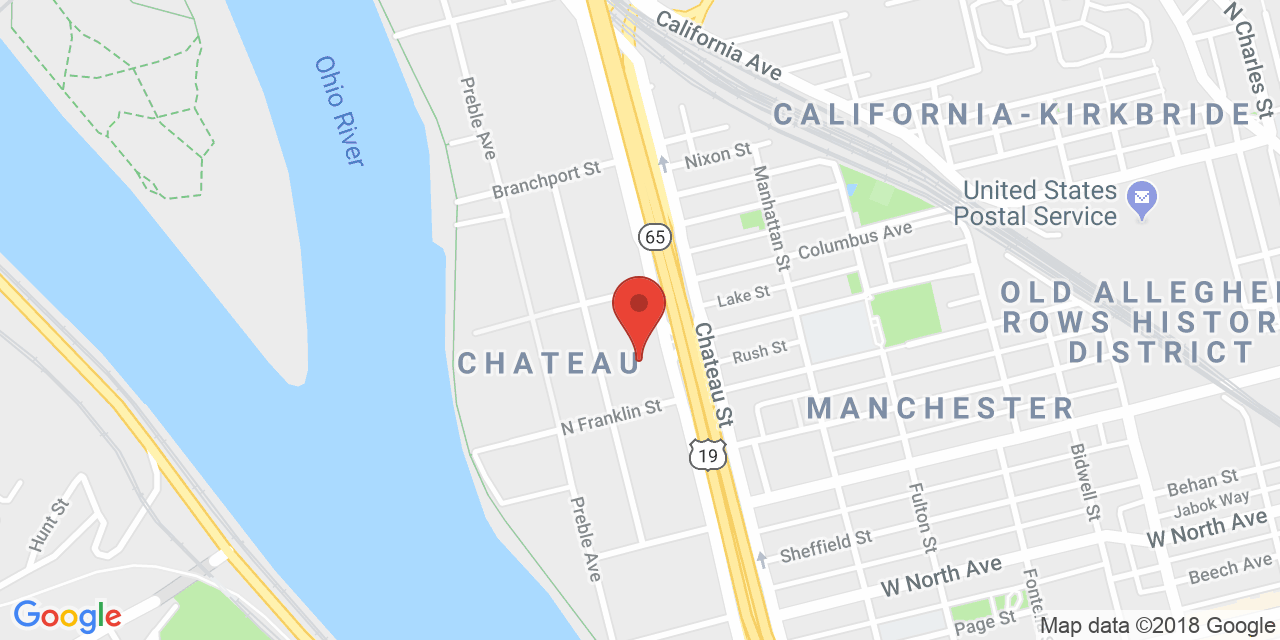 California Ave
N Charles St
Ohio River
Preble Ave
CALIFORNIA-KIRKBRIDE
Nixon St
Branchport St
Manhattan St
United States
Postal Service
65
Columbus Ave
Lake St
OLD ALLEGHE
ROWS HISTOR
DISTRICT
Chateau St
Rush St
CHATEAU
MANCHESTER
N Franklin St
19
Bidwell St
Behan St
Jabok Way
Hunt St
Preble Ave
Fulton St
W North Ave
Sheffield St
W North Ave
Beech Ave
Page St
Google
Map data ©2018 Google